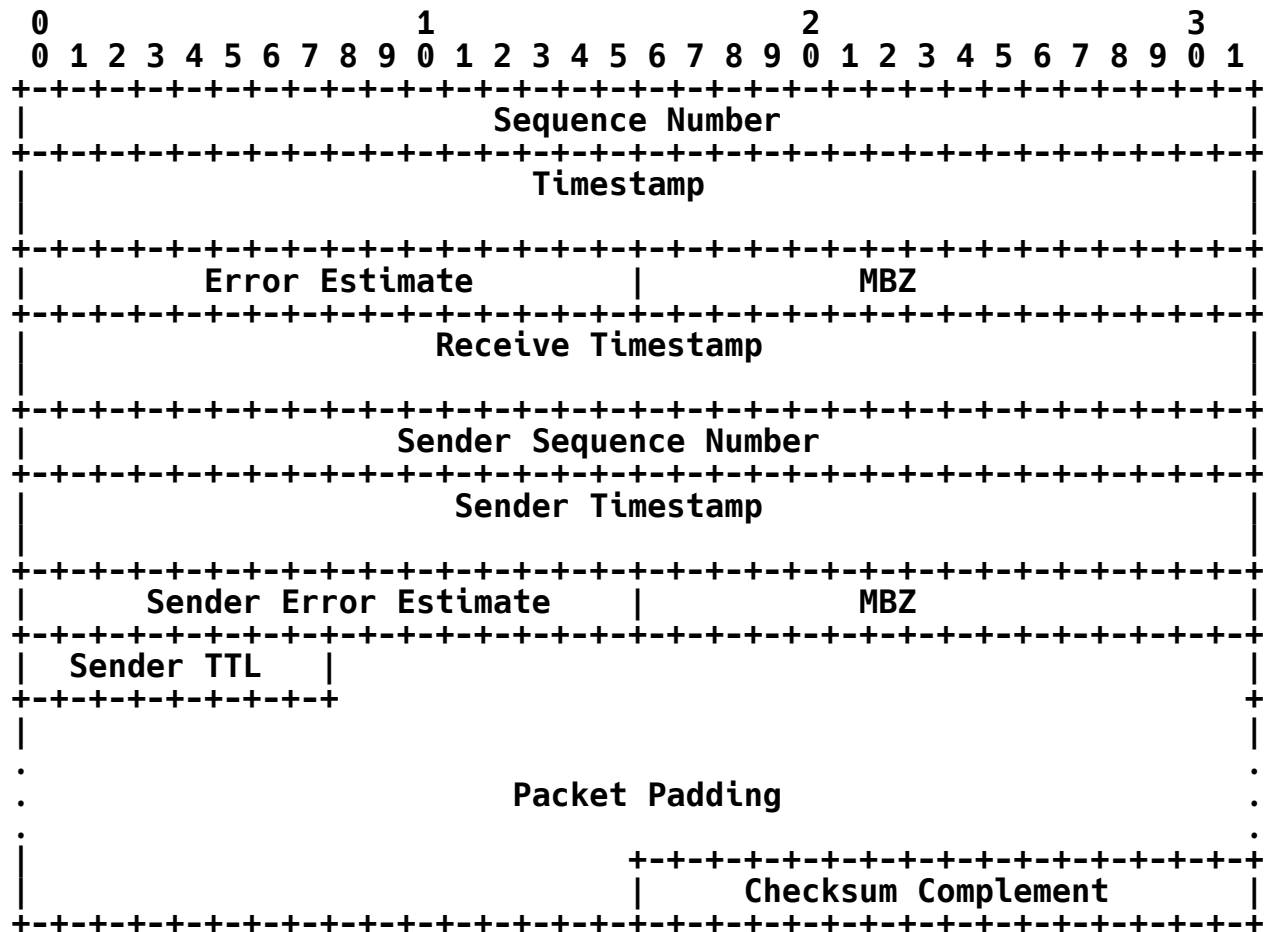 0                   1                   2                   3
 0 1 2 3 4 5 6 7 8 9 0 1 2 3 4 5 6 7 8 9 0 1 2 3 4 5 6 7 8 9 0 1
+-+-+-+-+-+-+-+-+-+-+-+-+-+-+-+-+-+-+-+-+-+-+-+-+-+-+-+-+-+-+-+-+
|                        Sequence Number                        |
+-+-+-+-+-+-+-+-+-+-+-+-+-+-+-+-+-+-+-+-+-+-+-+-+-+-+-+-+-+-+-+-+
|                          Timestamp                            |
|                                                               |
+-+-+-+-+-+-+-+-+-+-+-+-+-+-+-+-+-+-+-+-+-+-+-+-+-+-+-+-+-+-+-+-+
|         Error Estimate        |           MBZ                 |
+-+-+-+-+-+-+-+-+-+-+-+-+-+-+-+-+-+-+-+-+-+-+-+-+-+-+-+-+-+-+-+-+
|                     Receive Timestamp                         |
|                                                               |
+-+-+-+-+-+-+-+-+-+-+-+-+-+-+-+-+-+-+-+-+-+-+-+-+-+-+-+-+-+-+-+-+
|                   Sender Sequence Number                      |
+-+-+-+-+-+-+-+-+-+-+-+-+-+-+-+-+-+-+-+-+-+-+-+-+-+-+-+-+-+-+-+-+
|                      Sender Timestamp                         |
|                                                               |
+-+-+-+-+-+-+-+-+-+-+-+-+-+-+-+-+-+-+-+-+-+-+-+-+-+-+-+-+-+-+-+-+
|      Sender Error Estimate    |           MBZ                 |
+-+-+-+-+-+-+-+-+-+-+-+-+-+-+-+-+-+-+-+-+-+-+-+-+-+-+-+-+-+-+-+-+
|  Sender TTL   |                                               |
+-+-+-+-+-+-+-+-+                                               +
|                                                               |
.                                                               .
.                         Packet Padding                        .
.                                                               .
|                               +-+-+-+-+-+-+-+-+-+-+-+-+-+-+-+-+
|                               |     Checksum Complement       |
+-+-+-+-+-+-+-+-+-+-+-+-+-+-+-+-+-+-+-+-+-+-+-+-+-+-+-+-+-+-+-+-+